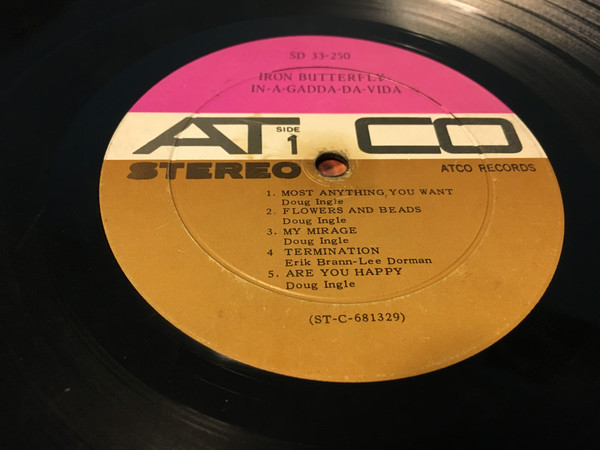 SD 33-250
IRON BUTTERFLY
IN-A-GADDA-DA-VIDA
ATCO
SIDE
1
STEREO
ATCO RECORDS
1. MOST ANYTHING, YOU WANT
Doug Ingle
2. FLOWERS AND BEADS
Doug Ingle
3. MY MIRAGE
Doug Ingle
4 TERMINATION
Erik Brann-Lee Dorman
5. ARE YOU HAPPY
Doug Ingle
(ST-C-681329)